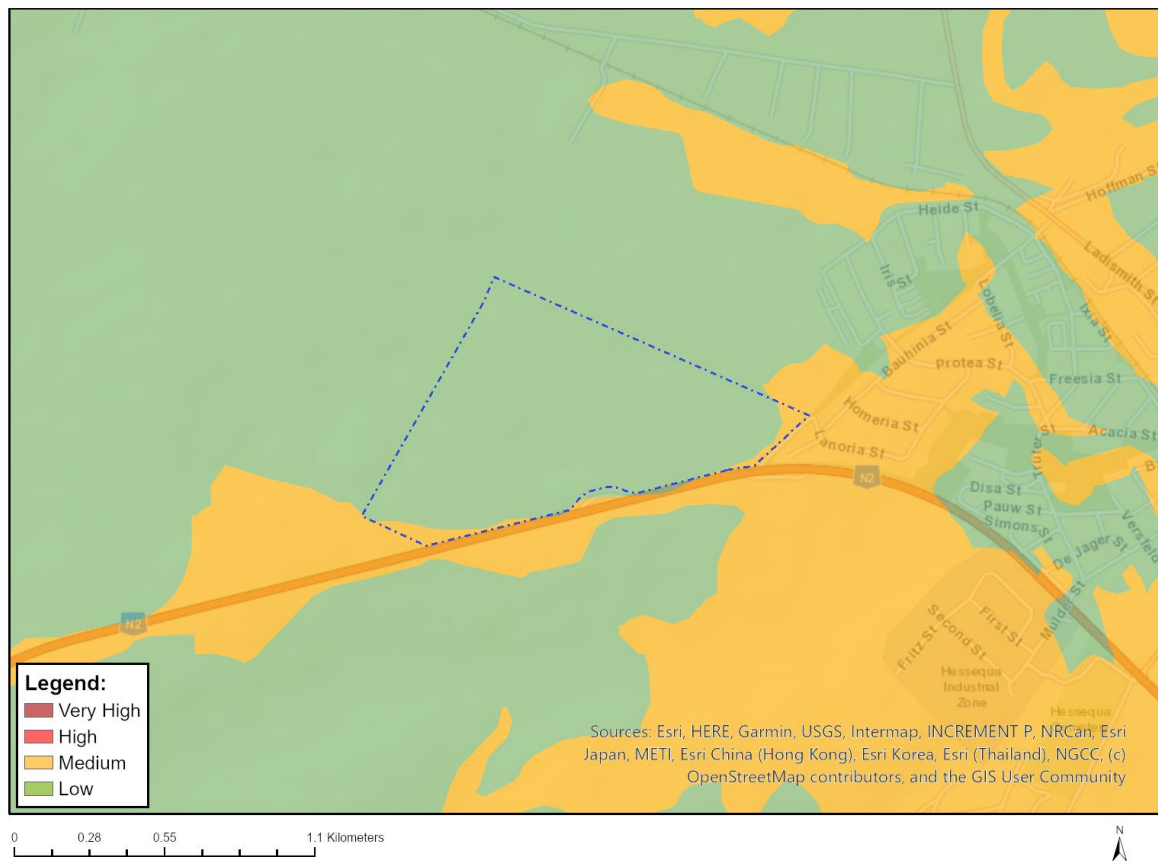 Hoffman St
Heide St
Ladismith St
Iris St
Lobelia St
Ixia St
Bauhinia St
Protea St
Freesia St
Homeria St
Acacia St
Lanoria St
Truter St
N2
Disa St
Pauw St
Simons St
De Jager St
Mulder St
First St
Second St
Fritz St
N2
Hessequa
Industrial
Zone
Hessequa
Legend:
Very High
High
Medium
Low
Sources: Esri, HERE, Garmin, USGS, Intermap, INCREMENT P, NRCan, Esri
Japan, METI, Esri China (Hong Kong), Esri Korea, Esri (Thailand), NGCC, (c)
OpenStreetMap contributors, and the GIS User Community
0 0.28 0.55 1.1 Kilometers
N